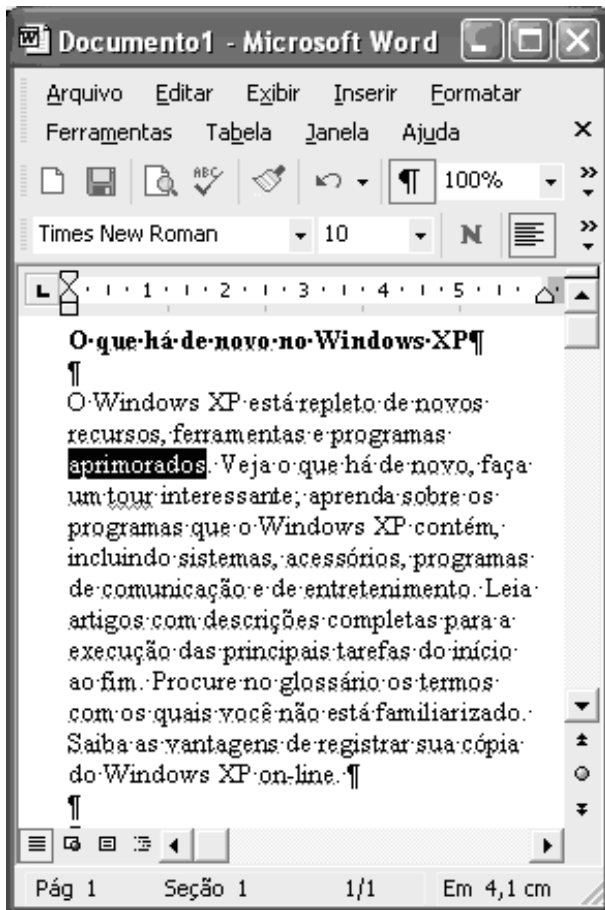 Documento1 - Microsoft Word
Arquivo Editar Exibir Inserir Formatar
Ferramentas Tabela Janela Ajuda
ABC ¶ 100%
Times New Roman 10 N
L 1 2 3 4 5
O que há de novo no Windows XP¶
¶
O Windows XP está repleto de novos
recursos, ferramentas e programas
aprimorados. Veja o que há de novo, faça
um tour interessante; aprenda sobre os
programas que o Windows XP contém,
incluindo sistemas, acessórios, programas
de comunicação e de entretenimento. Leia
artigos com descrições completas para a
execução das principais tarefas do início
ao fim. Procure no glossário os termos
com os quais você não está familiarizado.
Saiba as vantagens de registrar sua cópia
do Windows XP on-line. ¶
¶
Pág 1 Seção 1 1/1 Em 4,1 cm